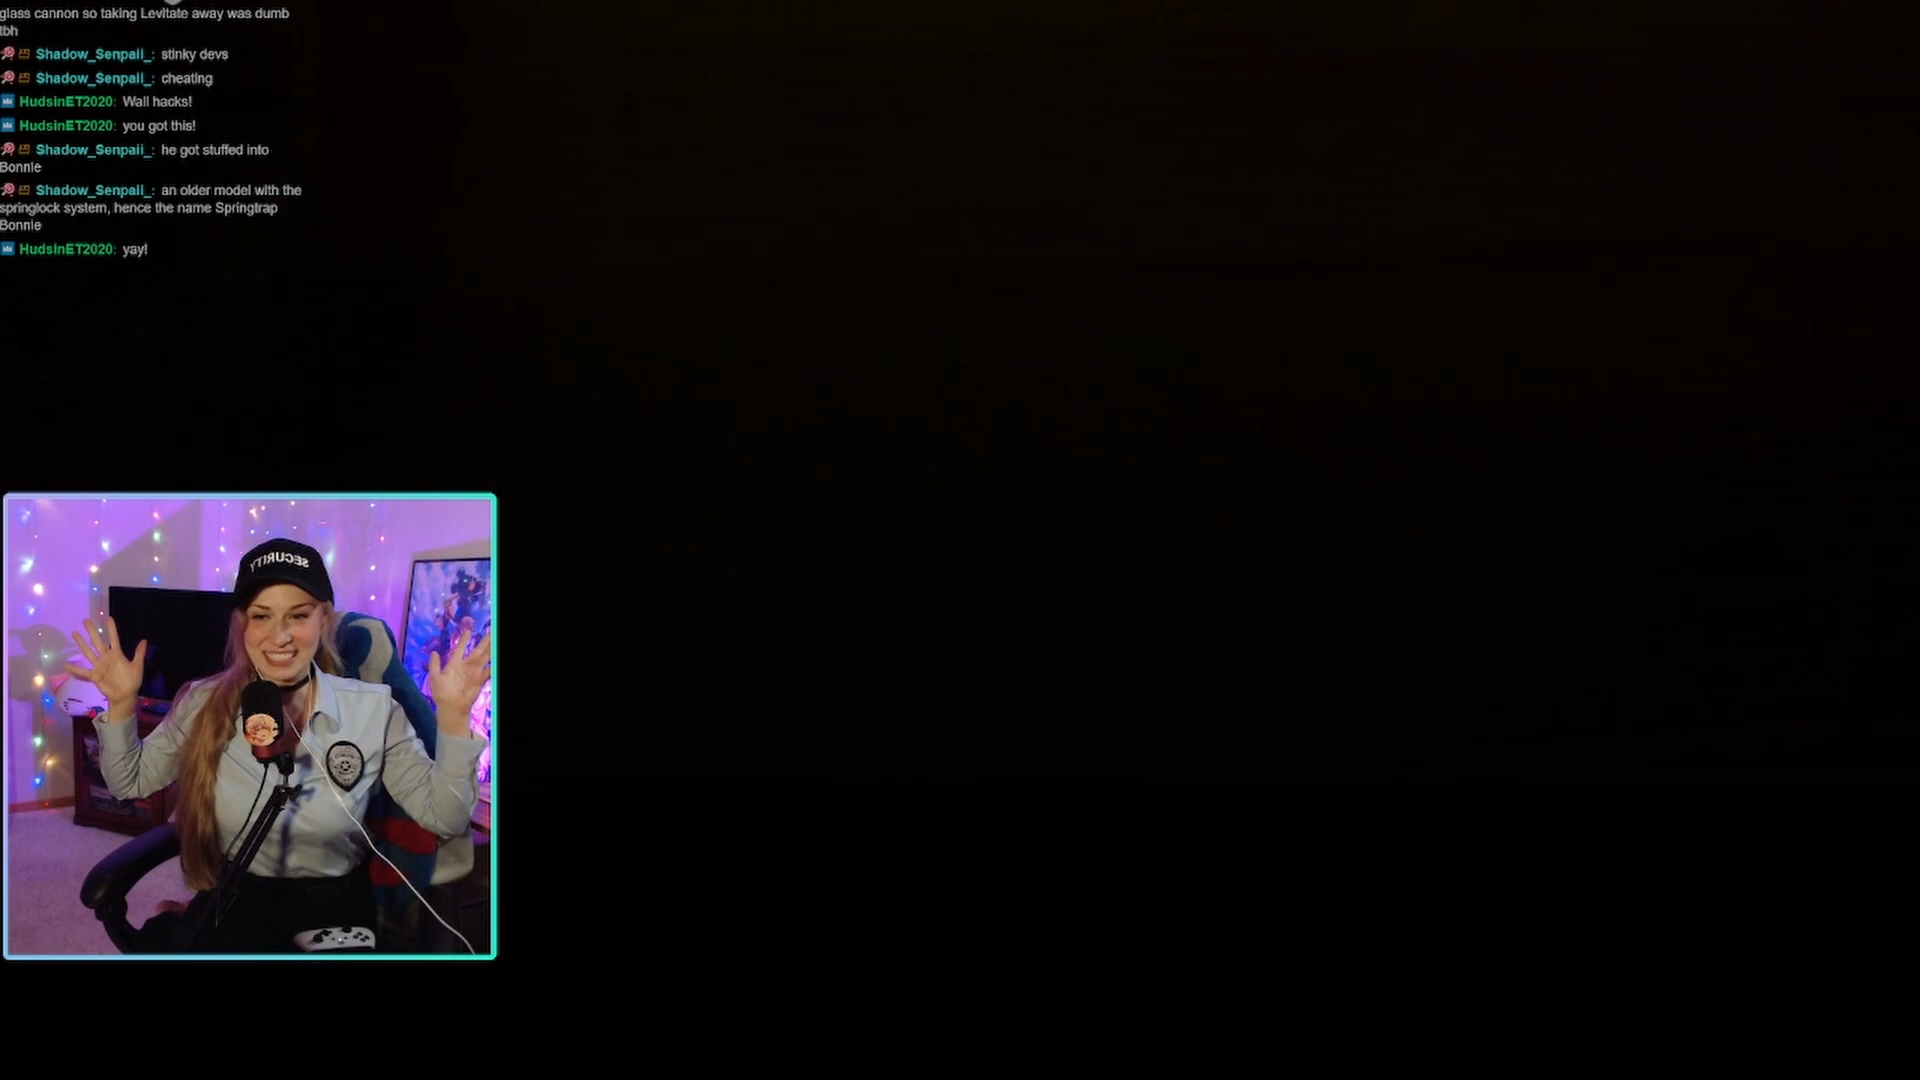 glass cannon so taking Levitate away was dumb
tbh
Shadow_Senpaii_: stinky devs
Shadow_Senpaii_: cheating
HudsinET2020: Wall hacks!
HudsinET2020: you got this!
Shadow_Senpaii_: he got stuffed into
Bonnie
Shadow_Senpaii_: an older model with the
springlock system, hence the name Springtrap
Bonnie
HudsinET2020: yay!
SECURITY